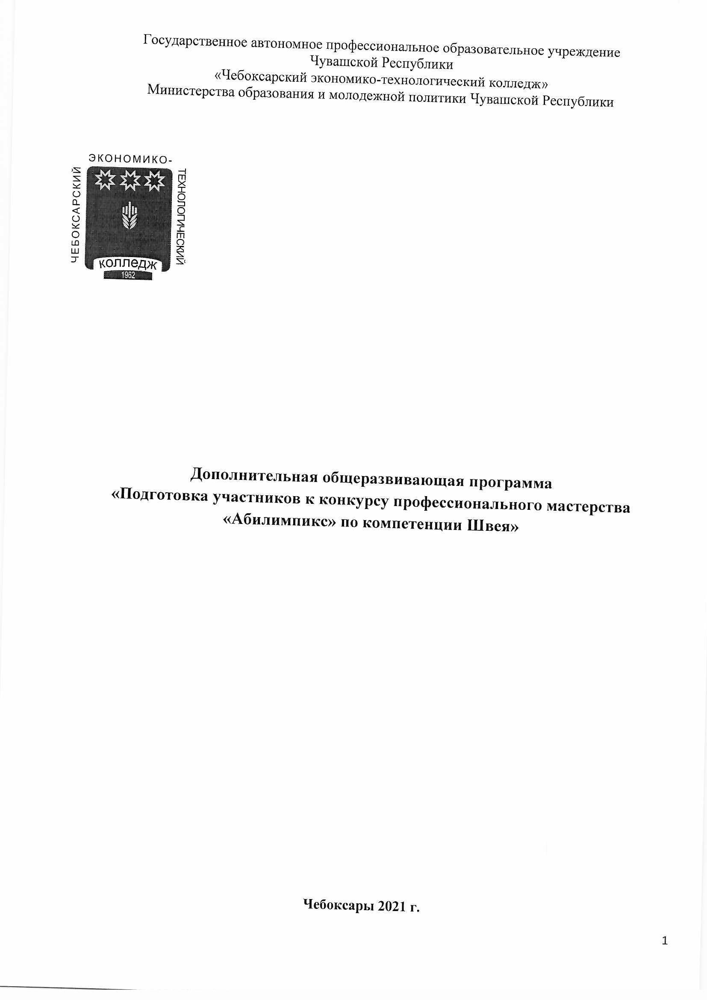 Государственное автономное профессиональное образовательное учреждение
Чувашской Республики
«Чебоксарский экономико-технологический колледж»
Министерства образования и молодежной политики Чувашской Республики
ЧЕБОКСАРСКИЙ
ЭКОНОМИКО-
ТЕХНОЛОГИЧЕСКИЙ
колледж
1962
Дополнительная общеразвивающая программа
«Подготовка участников к конкурсу профессионального мастерства
«Абилимпикс» по компетенции Швея»
Чебоксары 2021 г.
1